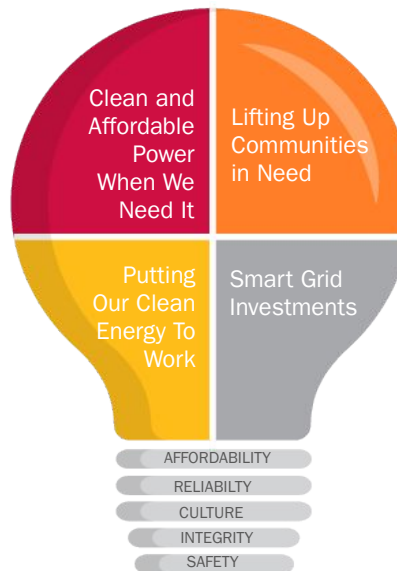 Clean and
Affordable
Power
When We
Need It
Lifting Up
Communities
in Need
Putting
Our Clean
Energy To
Work
Smart Grid
Investments
AFFORDABILITY
RELIABILTY
CULTURE
INTEGRITY
SAFETY